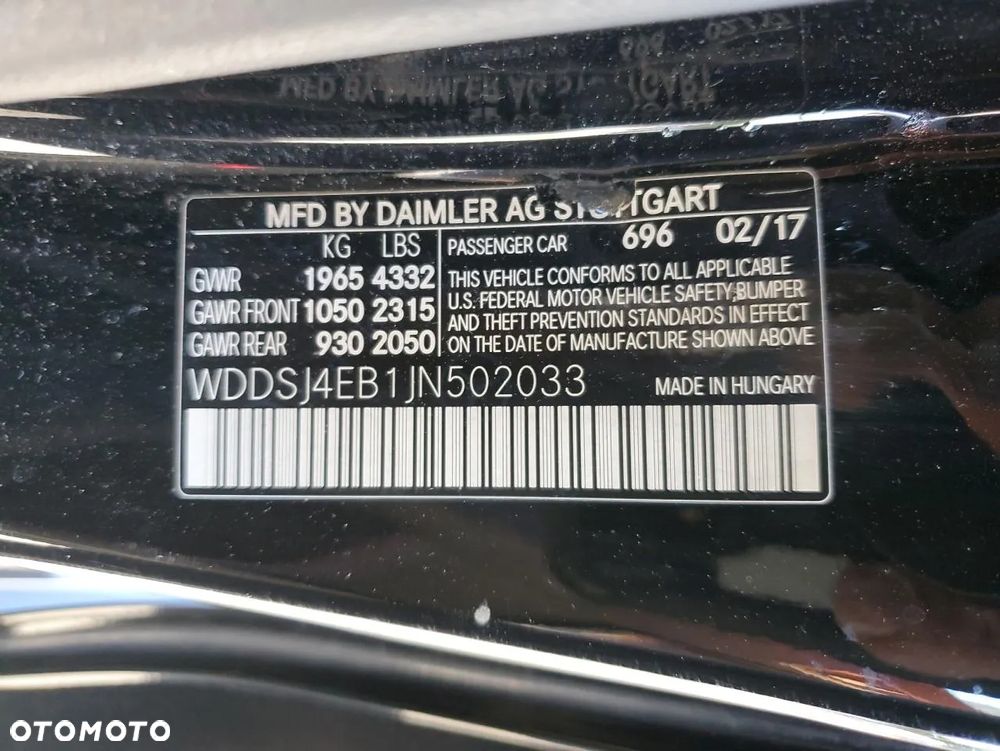 MFD BY DAIMLER AG STUTTGART
KG LBS
GVWR 1965 4332
GAWR FRONT 1050 2315
GAWR REAR 930 2050
PASSENGER CAR 696 02/17
THIS VEHICLE CONFORMS TO ALL APPLICABLE
U.S. FEDERAL MOTOR VEHICLE SAFETY, BUMPER
AND THEFT PREVENTION STANDARDS IN EFFECT
ON THE DATE OF MANUFACTURE SHOWN ABOVE
WDDSJ4EB1JN502033
MADE IN HUNGARY
OTOMOTO